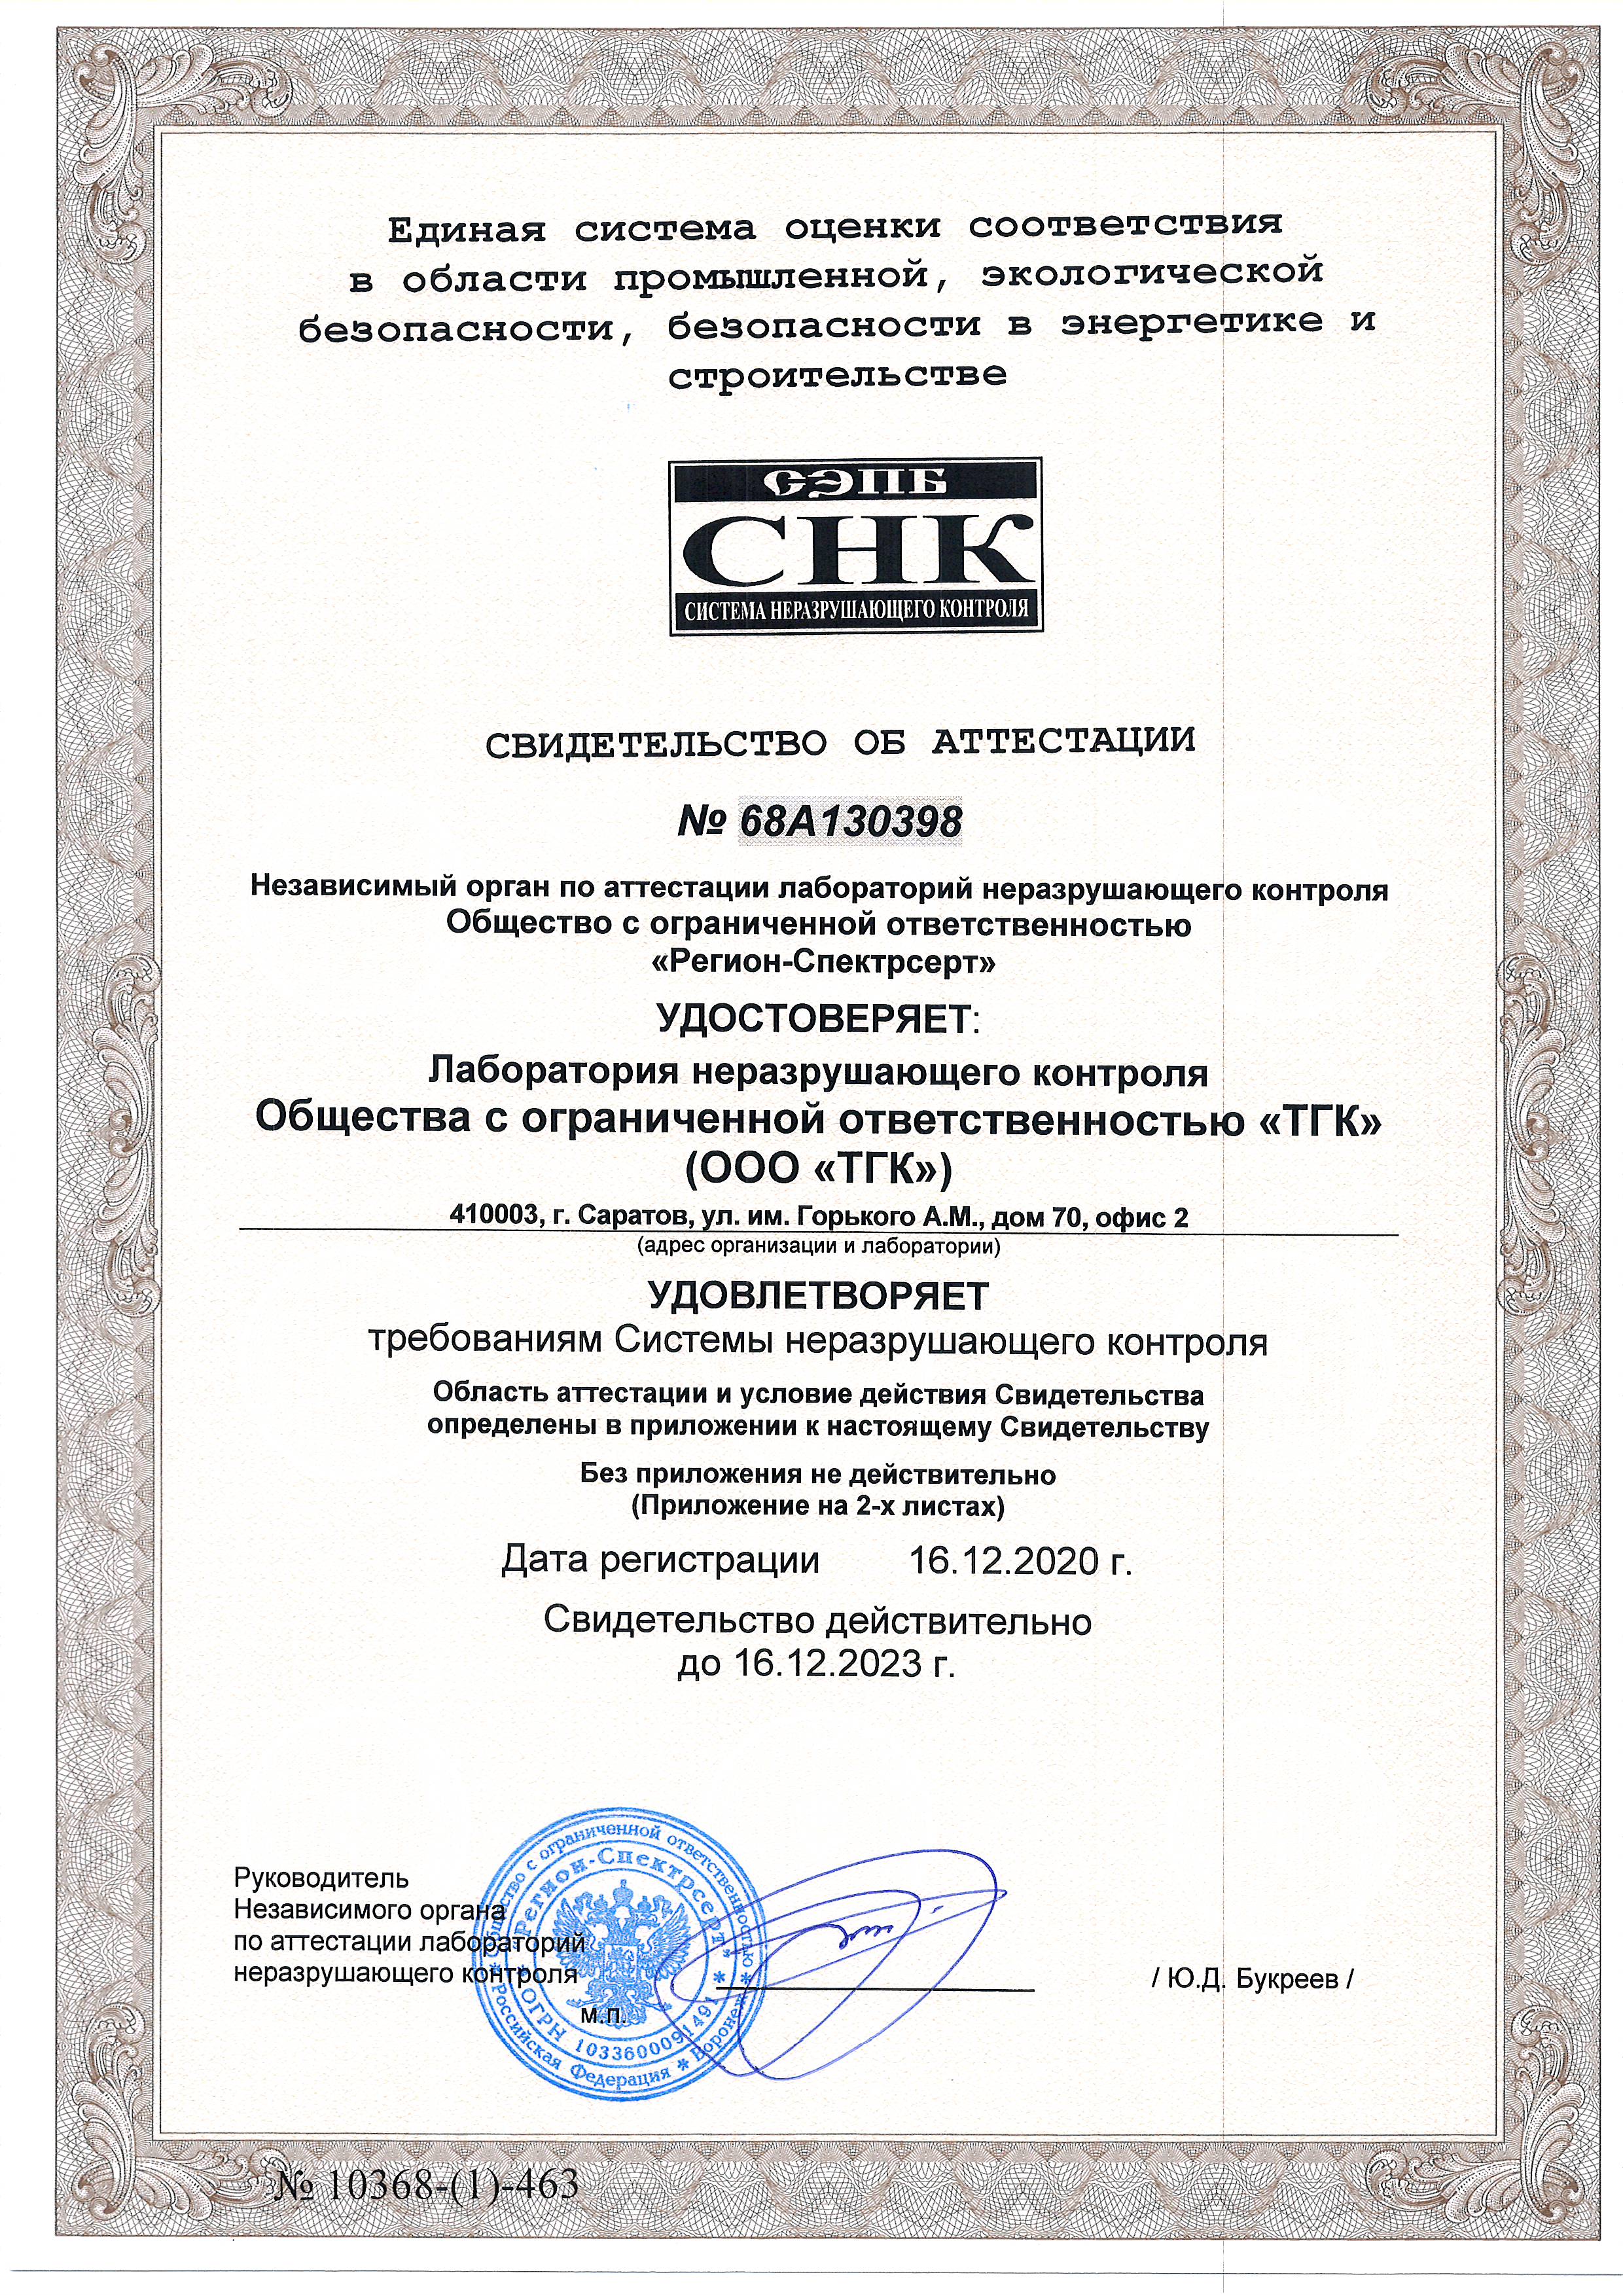 Единая система оценки соответствия
в области промышленной, экологической
безопасности, безопасности в энергетике и
строительстве
СЭПБ
СНК
СИСТЕМА НЕРАЗРУШАЮЩЕГО КОНТРОЛЯ
СВИДЕТЕЛЬСТВО ОБ АТТЕСТАЦИИ
№ 68А130398
Независимый орган по аттестации лабораторий неразрушающего контроля
Общество с ограниченной ответственностью
«Регион-Спектрсерт»
УДОСТОВЕРЯЕТ:
Лаборатория неразрушающего контроля
Общества с ограниченной ответственностью «ТГК»
(ООО «ТГК»)
410003, г. Саратов, ул. им. Горького А.М., дом 70, офис 2
(адрес организации и лаборатории)
УДОВЛЕТВОРЯЕТ
требованиям Системы неразрушающего контроля
Область аттестации и условие действия Свидетельства
определены в приложении к настоящему Свидетельству
Без приложения не действительно
(Приложение на 2-х листах)
Дата регистрации 16.12.2020 г.
Свидетельство действительно
до 16.12.2023 г.
Руководитель
Независимого органа
по аттестации лабораторий
неразрушающего контроля
/ Ю.Д. Букреев /
м.п.
Общество с ограниченной ответственностью
"Регион-Спектрсерт"
ОГРН 1033600091491
Российская Федерация * Воронеж
№ 10368-(1)-463